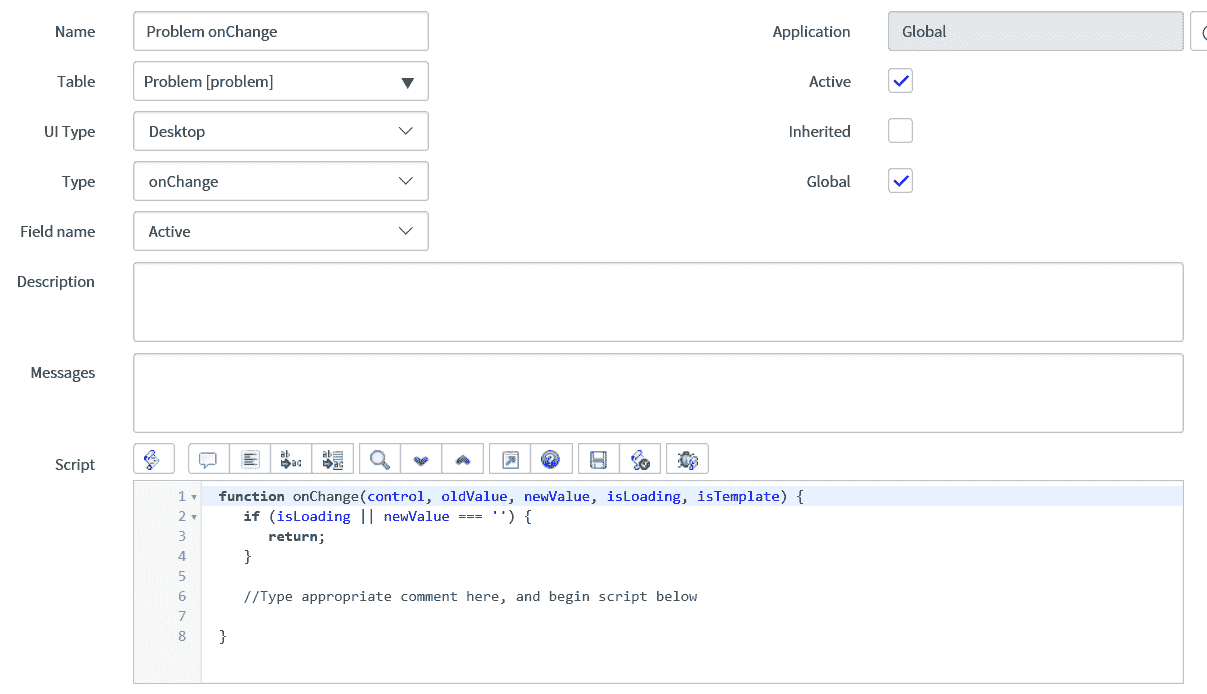 Name Problem onChange Application Global
Table Problem [problem] Active
UI Type Desktop Inherited
Type onChange Global
Field name Active
Description
Messages
Script
1 function onChange(control, oldValue, newValue, isLoading, isTemplate) {
2 if (isLoading || newValue === '') {
3 return;
4 }
5
6 //Type appropriate comment here, and begin script below
7
8 }